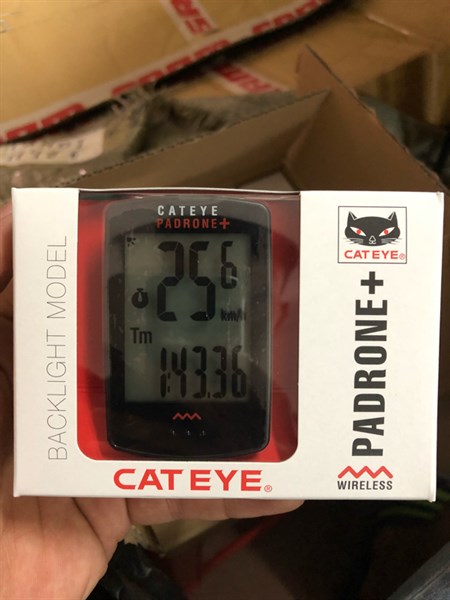 CATEYE
PADRONE+
25 6
km/h
Tm
1:43.36
CATEYE®
BACKLIGHT MODEL
CATEYE®
PADRONE+
WIRELESS